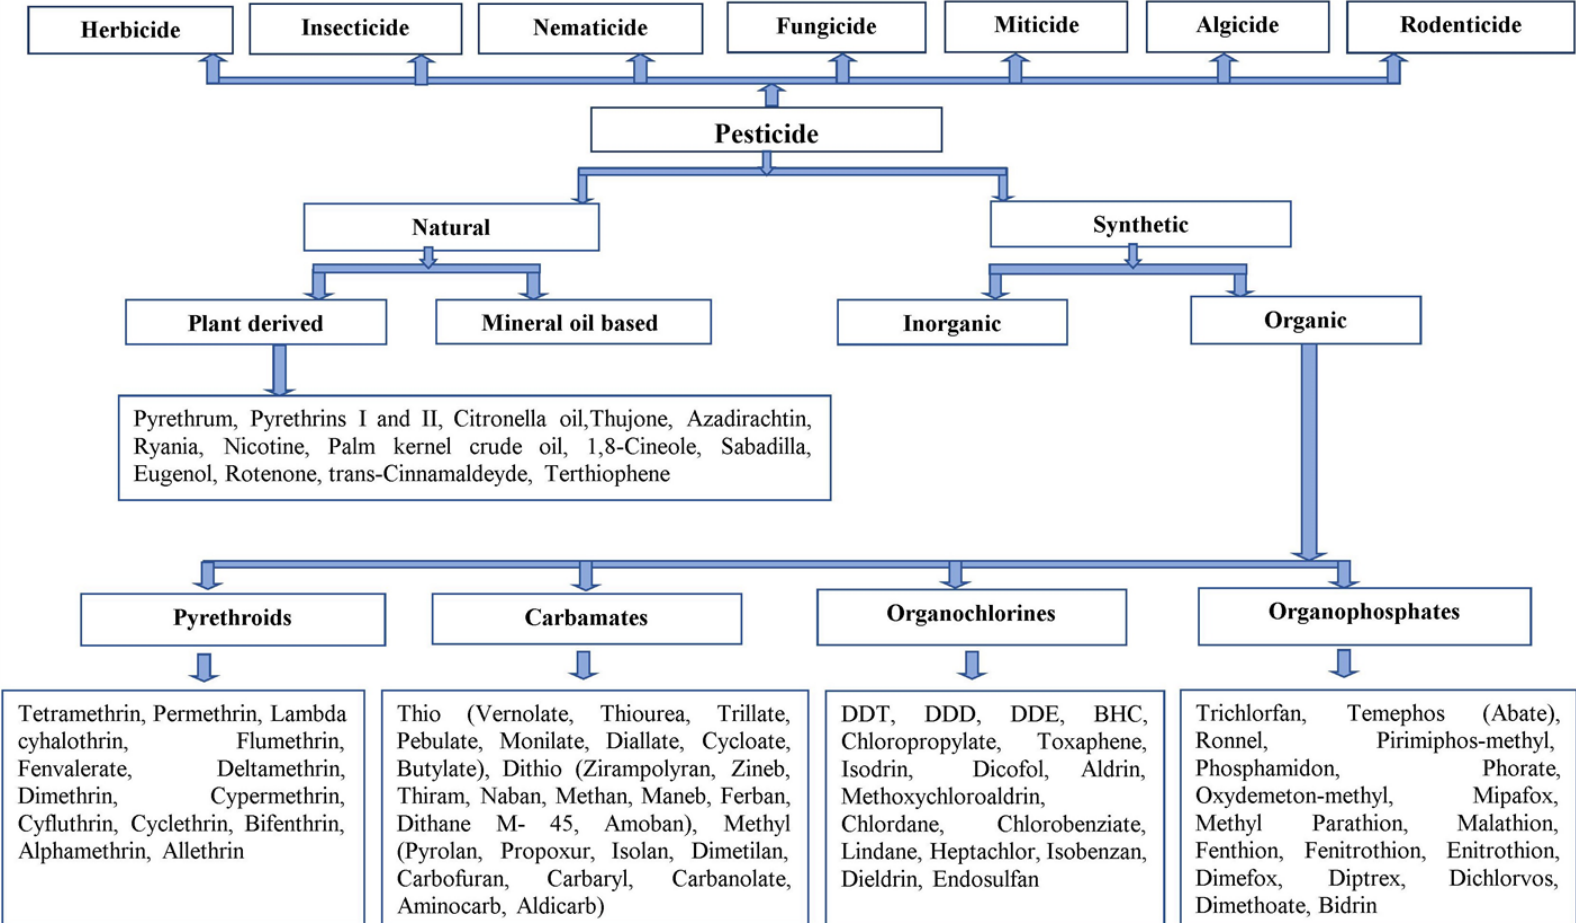 Herbicide
Insecticide
Nematicide
Fungicide
Miticide
Algicide
Rodenticide
Pesticide
Natural
Synthetic
Plant derived
Mineral oil based
Inorganic
Organic
Pyrethrum, Pyrethrins I and II, Citronella oil,Thujone, Azadirachtin,
Ryania, Nicotine, Palm kernel crude oil, 1,8-Cineole, Sabadilla,
Eugenol, Rotenone, trans-Cinnamaldeyde, Terthiophene
Pyrethroids
Carbamates
Organochlorines
Organophosphates
Tetramethrin, Permethrin, Lambda
cyhalothrin, Flumethrin,
Fenvalerate, Deltamethrin,
Dimethrin, Cypermethrin,
Cyfluthrin, Cyclethrin, Bifenthrin,
Alphamethrin, Allethrin
Thio (Vernolate, Thiourea, Trillate,
Pebulate, Monilate, Diallate, Cycloate,
Butylate), Dithio (Zirampolyran, Zineb,
Thiram, Naban, Methan, Maneb, Ferban,
Dithane M- 45, Amoban), Methyl
(Pyrolan, Propoxur, Isolan, Dimetilan,
Carbofuran, Carbaryl, Carbanolate,
Aminocarb, Aldicarb)
DDT, DDD, DDE, BHC,
Chloropropylate, Toxaphene,
Isodrin, Dicofol, Aldrin,
Methoxychloroaldrin,
Chlordane, Chlorobenziate,
Lindane, Heptachlor, Isobenzan,
Dieldrin, Endosulfan
Trichlorfan, Temephos (Abate),
Ronnel, Pirimiphos-methyl,
Phosphamidon, Phorate,
Oxydemeton-methyl, Mipafox,
Methyl Parathion, Malathion,
Fenthion, Fenitrothion, Enitrothion,
Dimefox, Diptrex, Dichlorvos,
Dimethoate, Bidrin